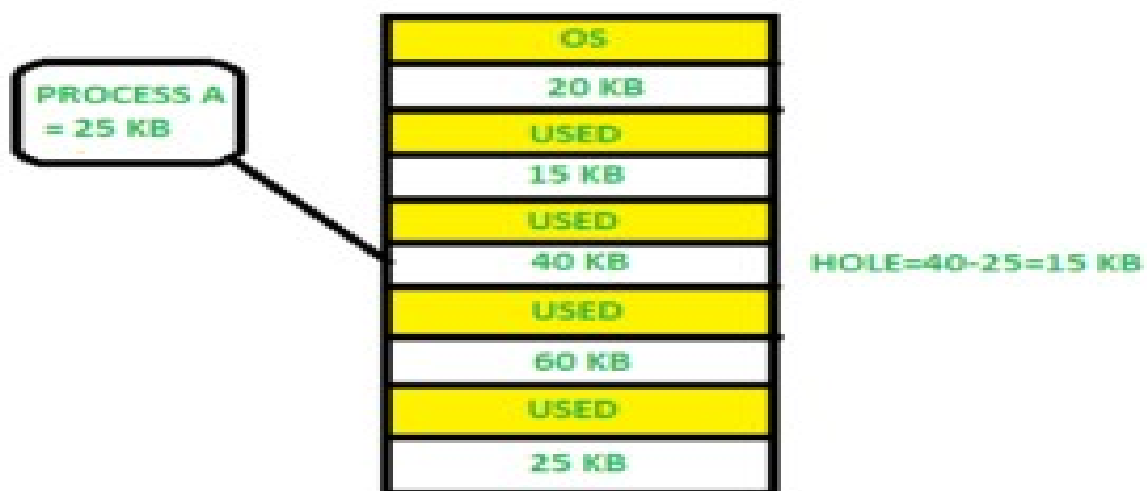 PROCESS A
= 25 KB
OS
20 KB
USED
15 KB
USED
40 KB
HOLE=40-25=15 KB
USED
60 KB
USED
25 KB